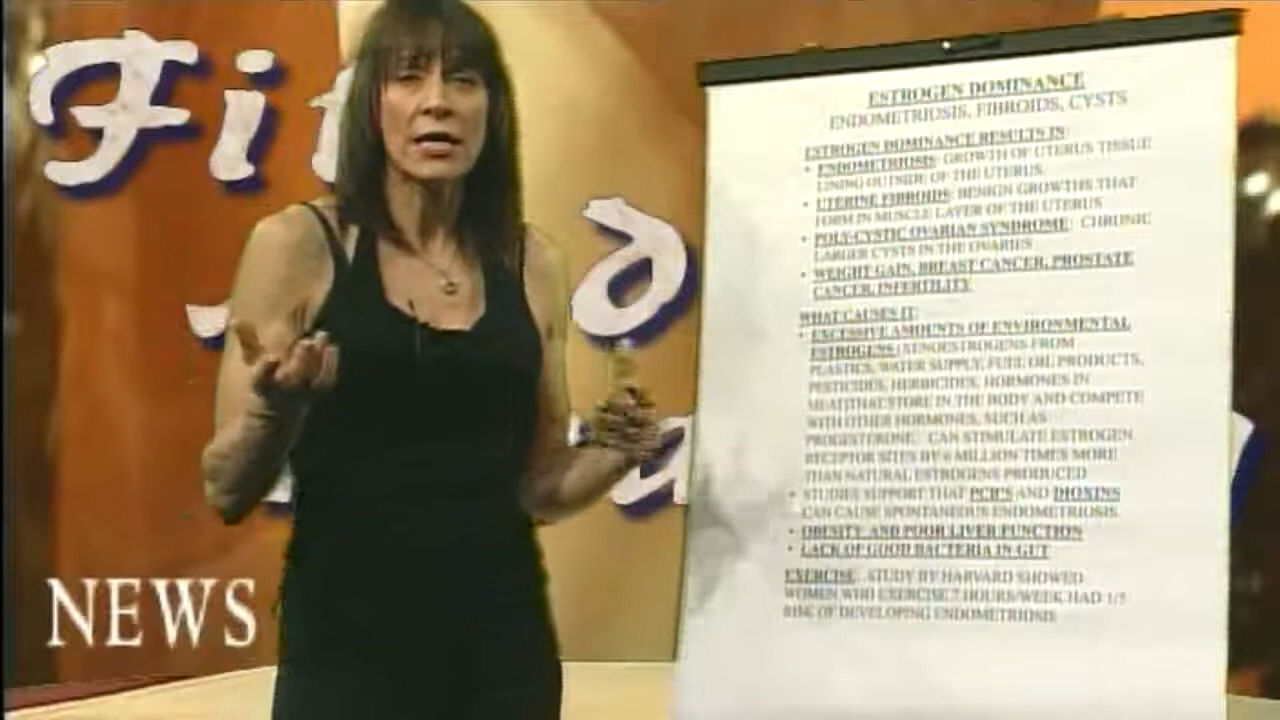 Fit
d
NEWS
ESTROGEN DOMINANCE
ENDOMETRIOSIS, FIBROIDS, CYSTS
ESTROGEN DOMINANCE RESULTS IN:
• ENDOMETRIOSIS: GROWTH OF UTERUS TISSUE
LINING OUTSIDE OF THE UTERUS.
• UTERINE FIBROIDS: BENIGN GROWTHS THAT
FORM IN MUSCLE LAYER OF THE UTERUS
• POLY-CYSTIC OVARIAN SYNDROME: CHRONIC
LARGER CYSTS IN THE OVARIES
• WEIGHT GAIN, BREAST CANCER, PROSTATE
CANCER, INFERTILITY
WHAT CAUSES IT:
• EXCESSIVE AMOUNTS OF ENVIRONMENTAL
ESTROGENS (XENOESTROGENS FROM
PLASTICS, WATER SUPPLY, FUEL OIL PRODUCTS,
PESTICIDES, HERBICIDES, HORMONES IN
MEAT)THAT STORE IN THE BODY AND COMPETE
WITH OTHER HORMONES, SUCH AS
PROGESTERONE. CAN STIMULATE ESTROGEN
RECEPTOR SITES BY 6 MILLION TIMES MORE
THAN NATURAL ESTROGENS PRODUCED
• STUDIES SUPPORT THAT PCB'S AND DIOXINS
CAN CAUSE SPONTANEOUS ENDOMETRIOSIS
• OBESITY AND POOR LIVER FUNCTION
• LACK OF GOOD BACTERIA IN GUT
EXERCISE: STUDY BY HARVARD SHOWED
WOMEN WHO EXERCISE 7 HOURS/WEEK HAD 1/5
RISK OF DEVELOPING ENDOMETRIOSIS